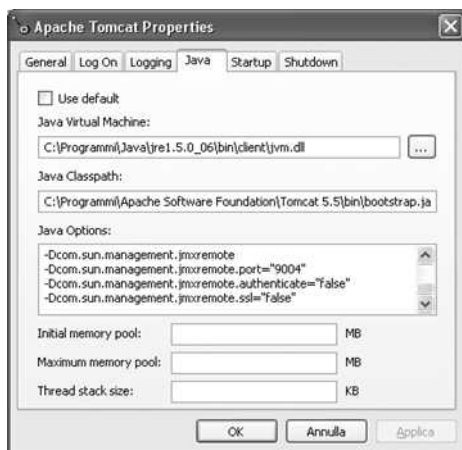 Apache Tomcat Properties
General Log On Logging Java Startup Shutdown
Use default
Java Virtual Machine:
C:\Programmi\Java\jre1.5.0_06\bin\client\jvm.dll ...
Java Classpath:
C:\Programmi\Apache Software Foundation\Tomcat 5.5\bin\bootstrap.ja
Java Options:
-Dcom.sun.management.jmxremote
-Dcom.sun.management.jmxremote.port="9004"
-Dcom.sun.management.jmxremote.authenticate="false"
-Dcom.sun.management.jmxremote.ssl="false"
Initial memory pool: MB
Maximum memory pool: MB
Thread stack size: KB
OK Annulla Applica